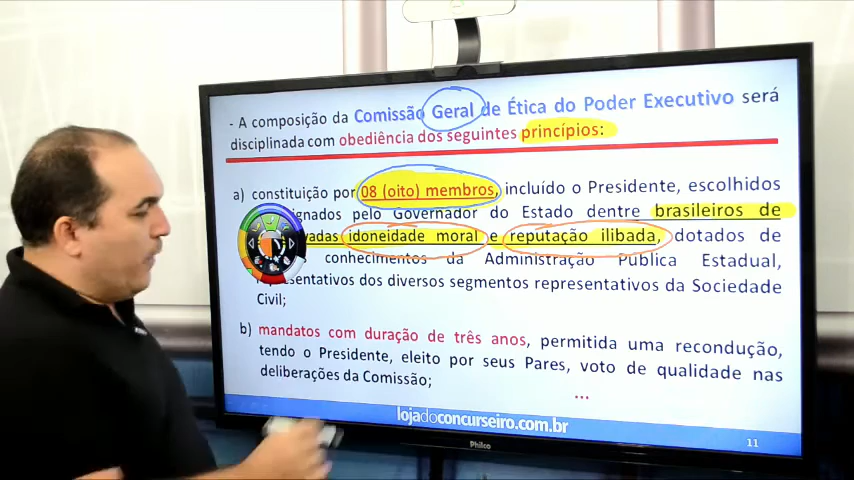 - A composição da Comissão Geral de Ética do Poder Executivo será
disciplinada com obediência dos seguintes princípios:
a) constituição por 08 (oito) membros, incluído o Presidente, escolhidos
ignados pelo Governador do Estado dentre brasileiros de
vadas idoneidade moral e reputação ilibada, dotados de
conhecimentos da Administração Pública Estadual,
representativos dos diversos segmentos representativos da Sociedade
Civil;
b) mandatos com duração de três anos, permitida uma recondução,
tendo o Presidente, eleito por seus Pares, voto de qualidade nas
deliberações da Comissão;
...
lojadoconcurseiro.com.br
11
Philco